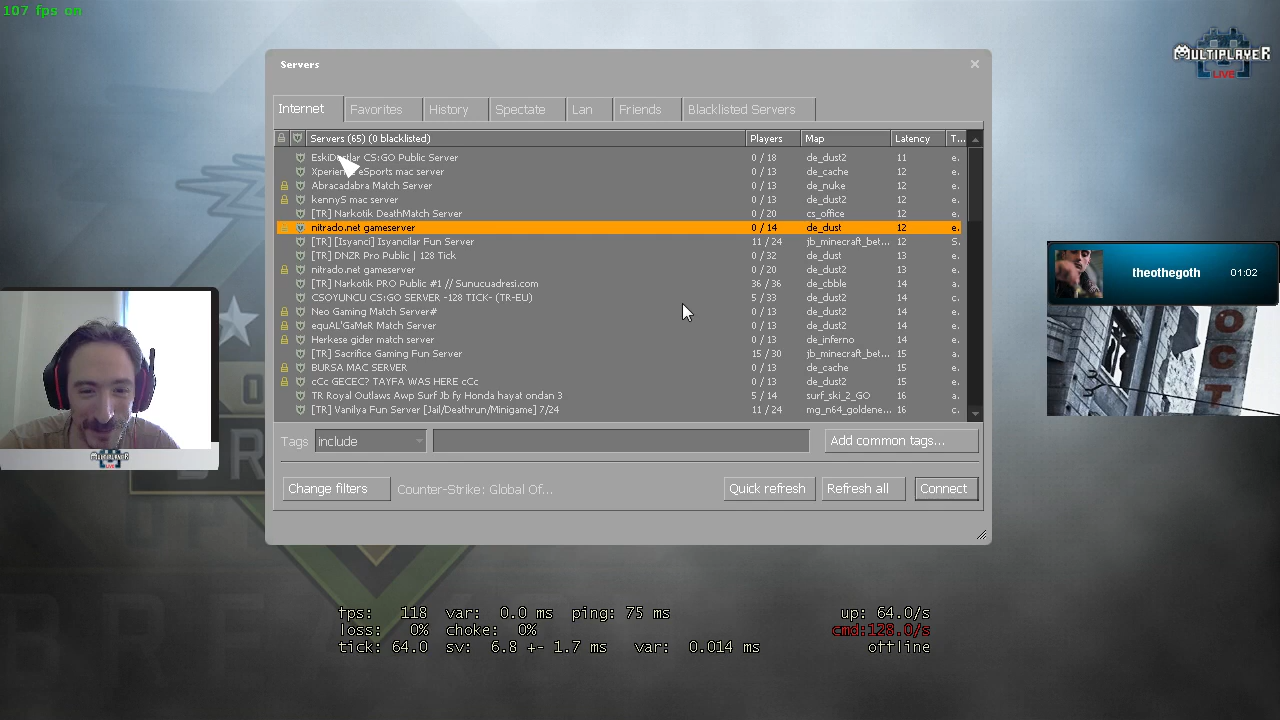 107 fps on
MULTIPLAYER
LIVE
Servers
Internet Favorites History Spectate Lan Friends Blacklisted Servers
Servers (65) (0 blacklisted) Players Map Latency T...
CS:GO Public Server 0 / 18 de_dust2 11 e.
eSports mac server 0 / 13 de_cache 12 e.
Abracadabra Match Server 0 / 13 de_nuke 12 e.
kennyS mac server 0 / 13 de_dust2 12 e.
[TR] Narkotik DeathMatch Server 0 / 20 cs_office 12 e.
nitrado.net gameserver 0 / 14 de_dust 12 e.
[TR] [Isyanci] Isyancilar Fun Server 11 / 24 jb_minecraft_bet... 12 S.
[TR] DNZR Pro Public | 128 Tick 0 / 32 de_dust 13 e.
nitrado.net gameserver 0 / 20 de_dust2 13 e.
[TR] Narkotik PRO Public #1 // Sunucuadresi.com 36 / 36 de_cbble 14 a.
CSOYUNCU CS:GO SERVER -128 TICK- (TR-EU) 5 / 33 de_dust2 14 c.
Neo Gaming Match Server# 0 / 13 de_dust2 14 e.
equAL'GaMeR Match Server 0 / 13 de_dust2 14 e.
Herkese gider match server 0 / 13 de_inferno 14 e.
[TR] Sacrifice Gaming Fun Server 15 / 30 jb_minecraft_bet... 15 a.
BURSA MAC SERVER 0 / 13 de_cache 15 e.
cCc GECEC? TAYFA WAS HERE cCc 0 / 13 de_dust2 15 e.
TR Royal Outlaws Awp Surf Jb fy Honda hayat ondan 3 5 / 14 surf_ski_2_GO 16 a.
[TR] Vanilya Fun Server [Jail/Deathrun/Minigame] 7/24 11 / 24 mg_n64_goldene... 16 c.
Tags include Add common tags...
Change filters Counter-Strike: Global Of... Quick refresh Refresh all Connect
theothegoth 01:02
OCT
MULTIPLAYER
LIVE
fps: 118 var: 0.0 ms ping: 75 ms up: 64.0/s
loss: 0% choke: 0% cmd:128.0/s
tick: 64.0 sv: 6.8 +- 1.7 ms var: 0.014 ms offline